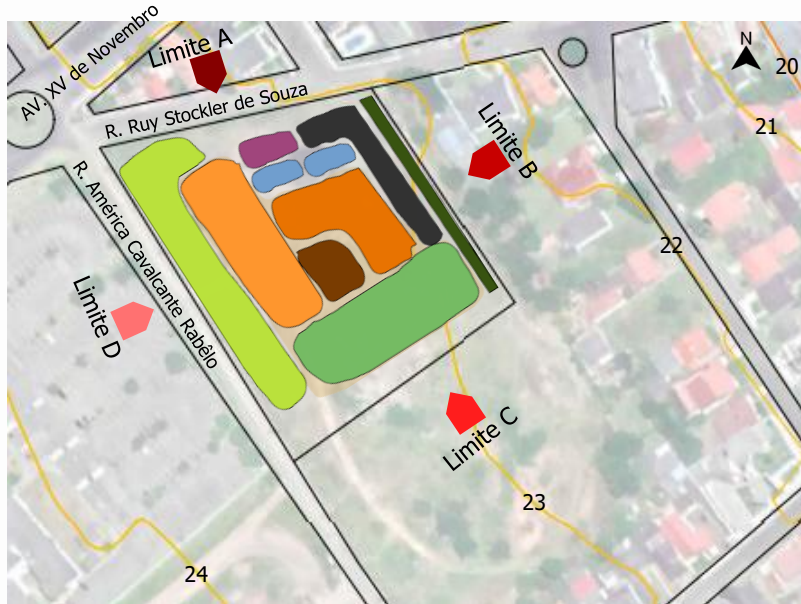 AV. XV de Novembro
Limite A
N
20
R. Ruy Stockler de Souza
21
Limite B
R. América Cavalcante Rabêlo
22
Limite D
Limite C
23
24